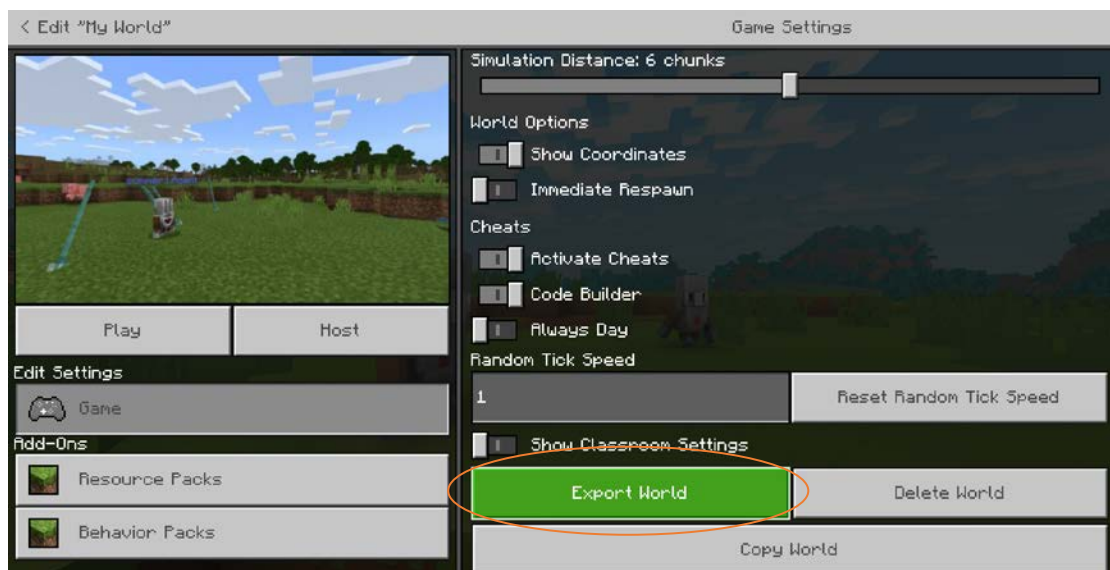 < Edit "My World"
Game Settings
Play
Host
Edit Settings
Game
Add-Ons
Resource Packs
Behavior Packs
Simulation Distance: 6 chunks
World Options
Show Coordinates
Immediate Respawn
Cheats
Activate Cheats
Code Builder
Always Day
Random Tick Speed
1
Reset Random Tick Speed
Show Classroom Settings
Export World
Delete World
Copy World